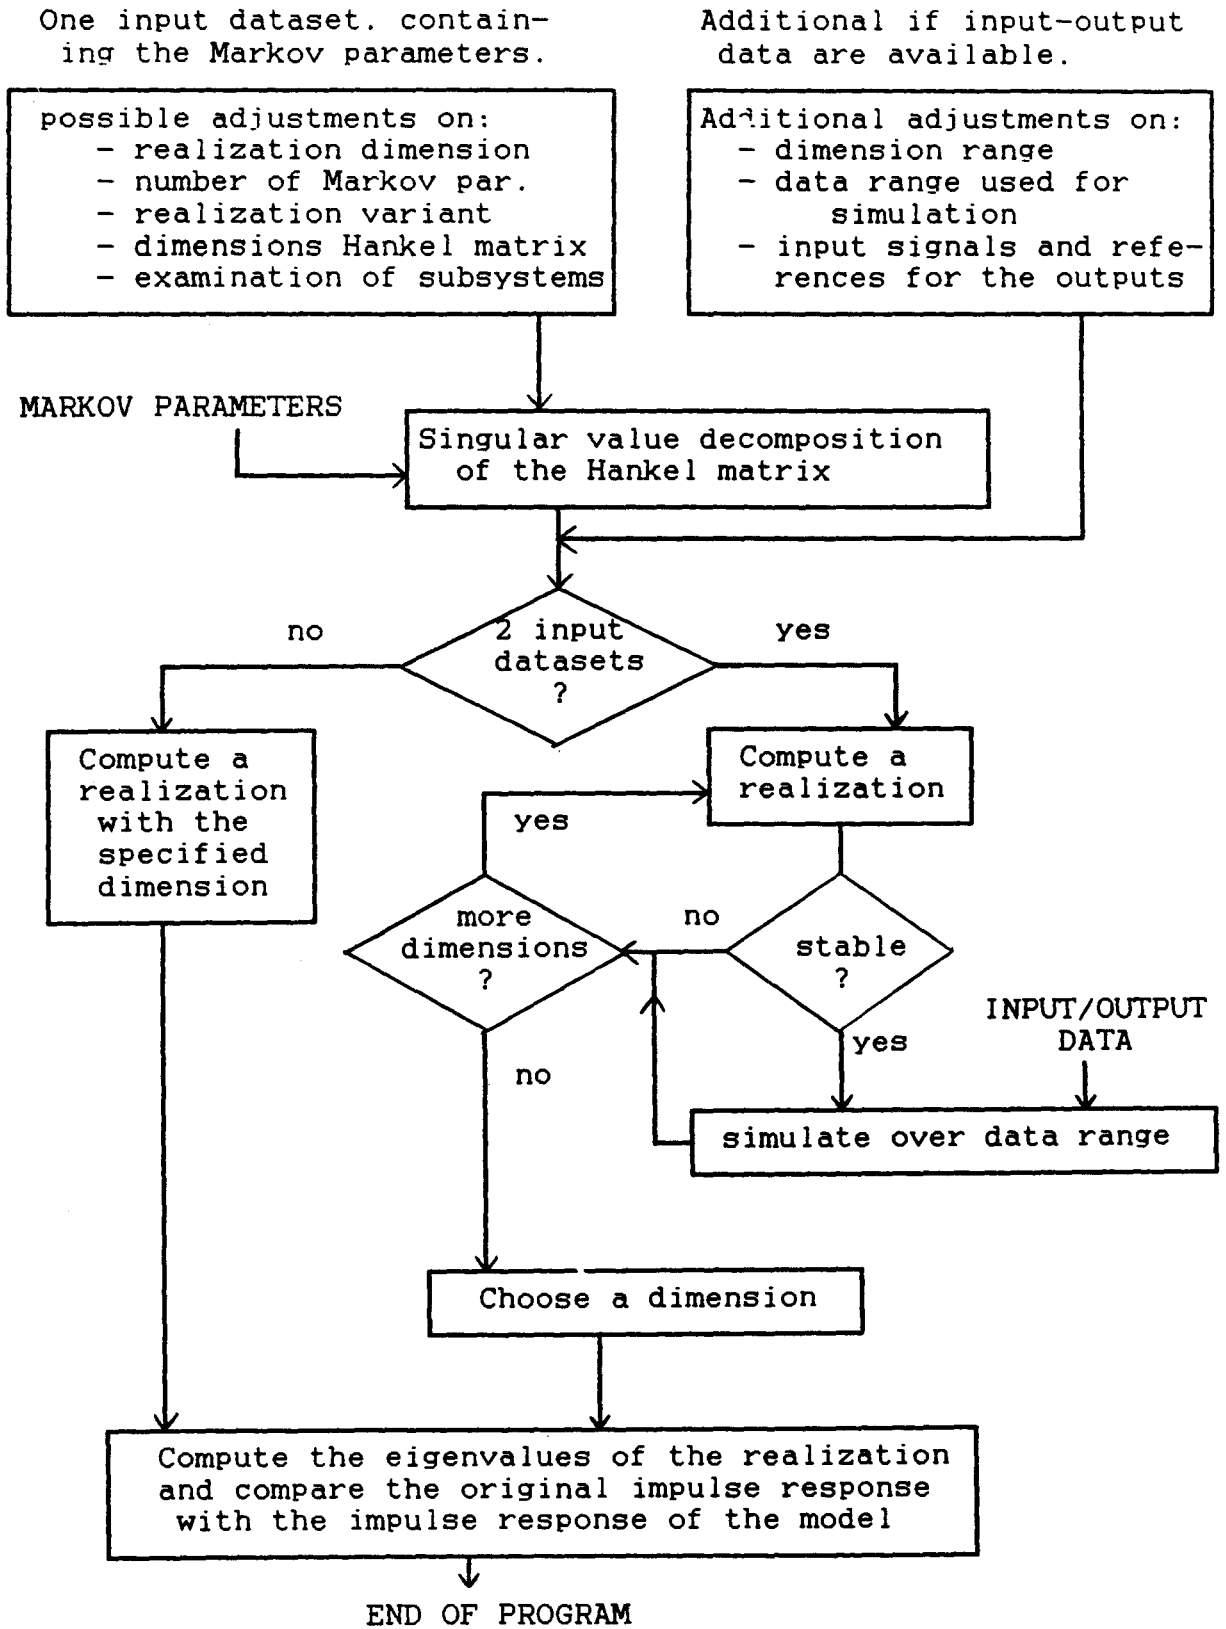 One input dataset. contain-
ing the Markov parameters.
Additional if input-output
data are available.
possible adjustments on:
- realization dimension
- number of Markov par.
- realization variant
- dimensions Hankel matrix
- examination of subsystems
Additional adjustments on:
- dimension range
- data range used for
simulation
- input signals and refe-
rences for the outputs
MARKOV PARAMETERS
Singular value decomposition
of the Hankel matrix
no
2 input
datasets
?
yes
Compute a
realization
with the
specified
dimension
Compute a
realization
yes
more
dimensions
?
no
stable
?
yes
INPUT/OUTPUT
DATA
no
simulate over data range
Choose a dimension
Compute the eigenvalues of the realization
and compare the original impulse response
with the impulse response of the model
END OF PROGRAM